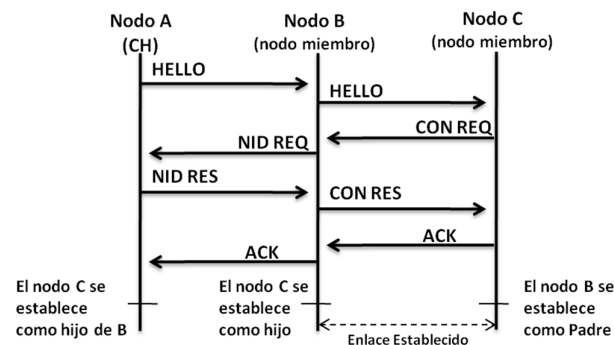 Nodo A
(CH)
Nodo B
(nodo miembro)
Nodo C
(nodo miembro)
HELLO
HELLO
CON REQ
NID REQ
NID RES
CON RES
ACK
ACK
El nodo C se
establece
como hijo de B
El nodo C se
establece
como hijo
El nodo B se
establece
como Padre
Enlace Establecido